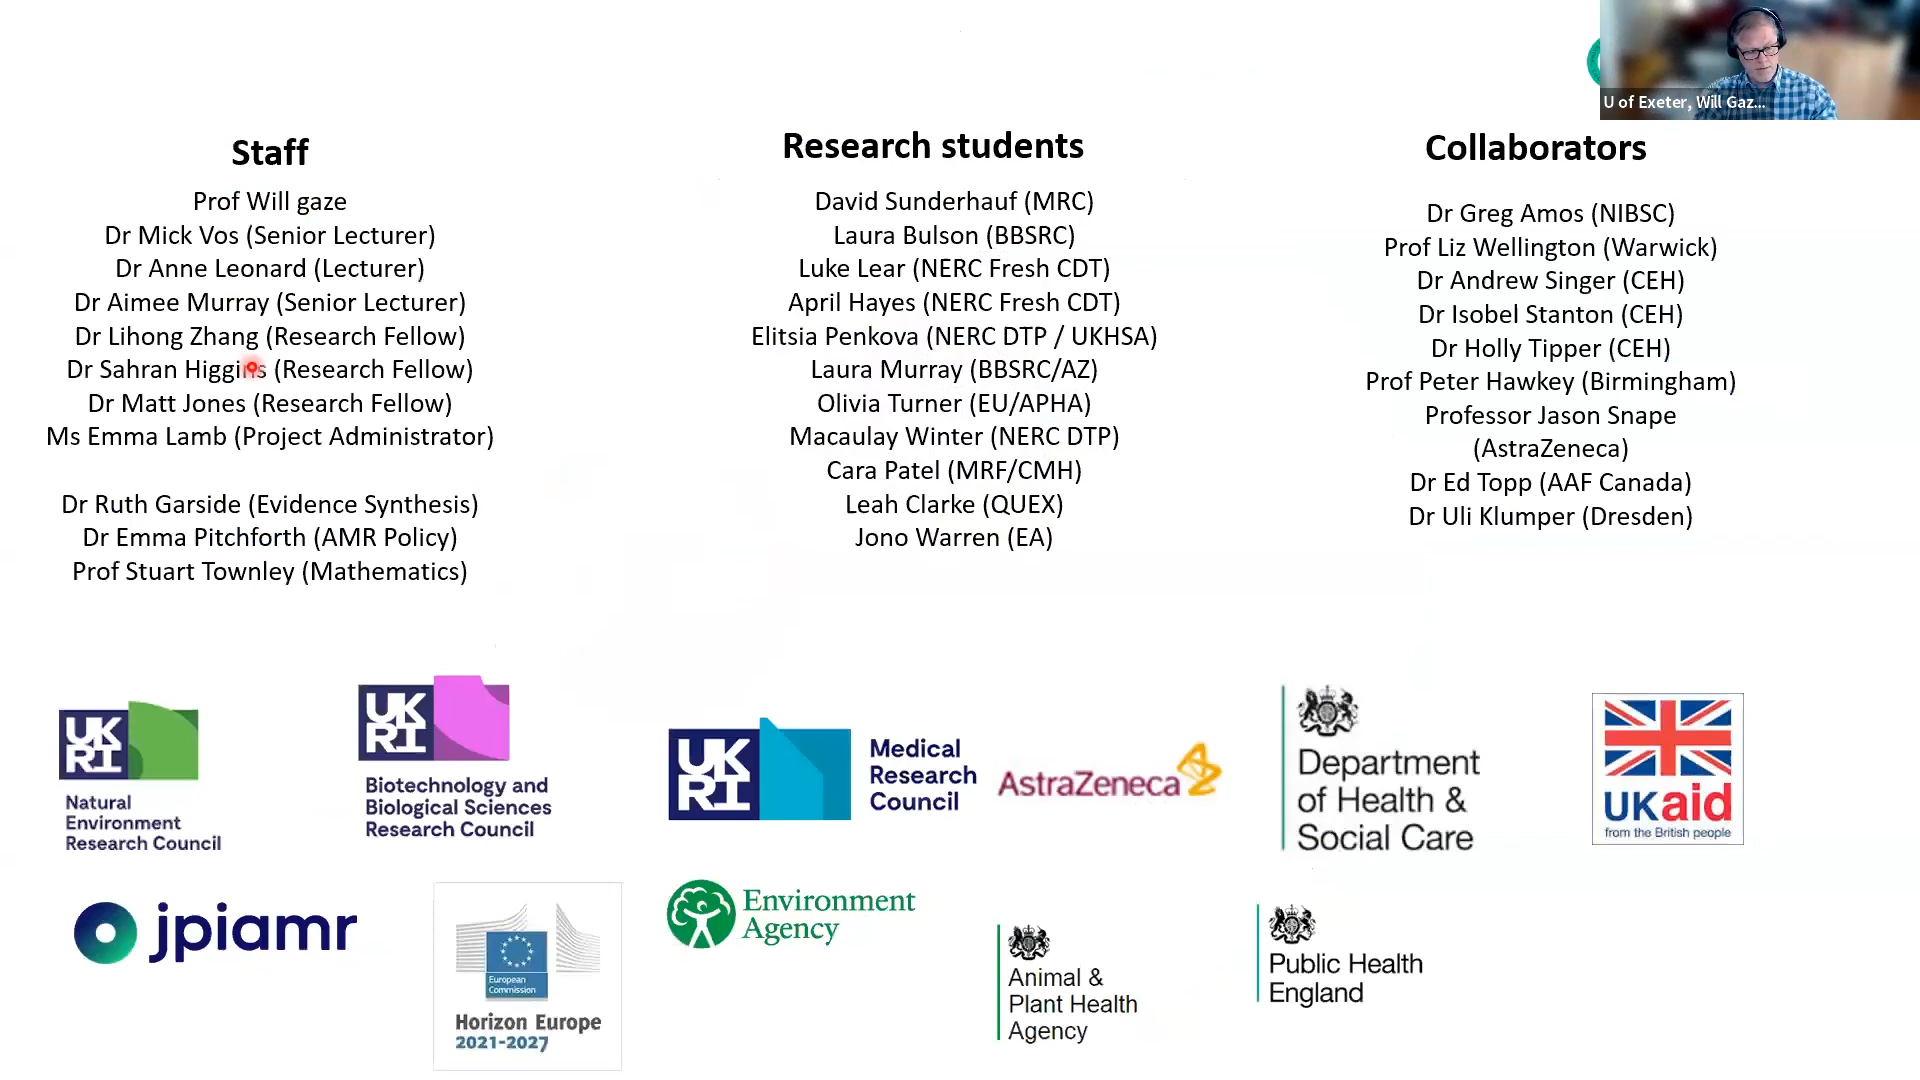 U of Exeter, Will Gaz...
Staff
Prof Will gaze
Dr Mick Vos (Senior Lecturer)
Dr Anne Leonard (Lecturer)
Dr Aimee Murray (Senior Lecturer)
Dr Lihong Zhang (Research Fellow)
Dr Sahran Higgins (Research Fellow)
Dr Matt Jones (Research Fellow)
Ms Emma Lamb (Project Administrator)
Dr Ruth Garside (Evidence Synthesis)
Dr Emma Pitchforth (AMR Policy)
Prof Stuart Townley (Mathematics)
Research students
David Sunderhauf (MRC)
Laura Bulson (BBSRC)
Luke Lear (NERC Fresh CDT)
April Hayes (NERC Fresh CDT)
Elitsia Penkova (NERC DTP / UKHSA)
Laura Murray (BBSRC/AZ)
Olivia Turner (EU/APHA)
Macaulay Winter (NERC DTP)
Cara Patel (MRF/CMH)
Leah Clarke (QUEX)
Jono Warren (EA)
Collaborators
Dr Greg Amos (NIBSC)
Prof Liz Wellington (Warwick)
Dr Andrew Singer (CEH)
Dr Isobel Stanton (CEH)
Dr Holly Tipper (CEH)
Prof Peter Hawkey (Birmingham)
Professor Jason Snape
(AstraZeneca)
Dr Ed Topp (AAF Canada)
Dr Uli Klumper (Dresden)
UK
RI
Natural
Environment
Research Council
UK
RI
Biotechnology and
Biological Sciences
Research Council
UK
RI
Medical
Research
Council
AstraZeneca
Department
of Health &
Social Care
UKaid
from the British people
jpiamr
European
Commission
Horizon Europe
2021-2027
Environment
Agency
Animal &
Plant Health
Agency
Public Health
England